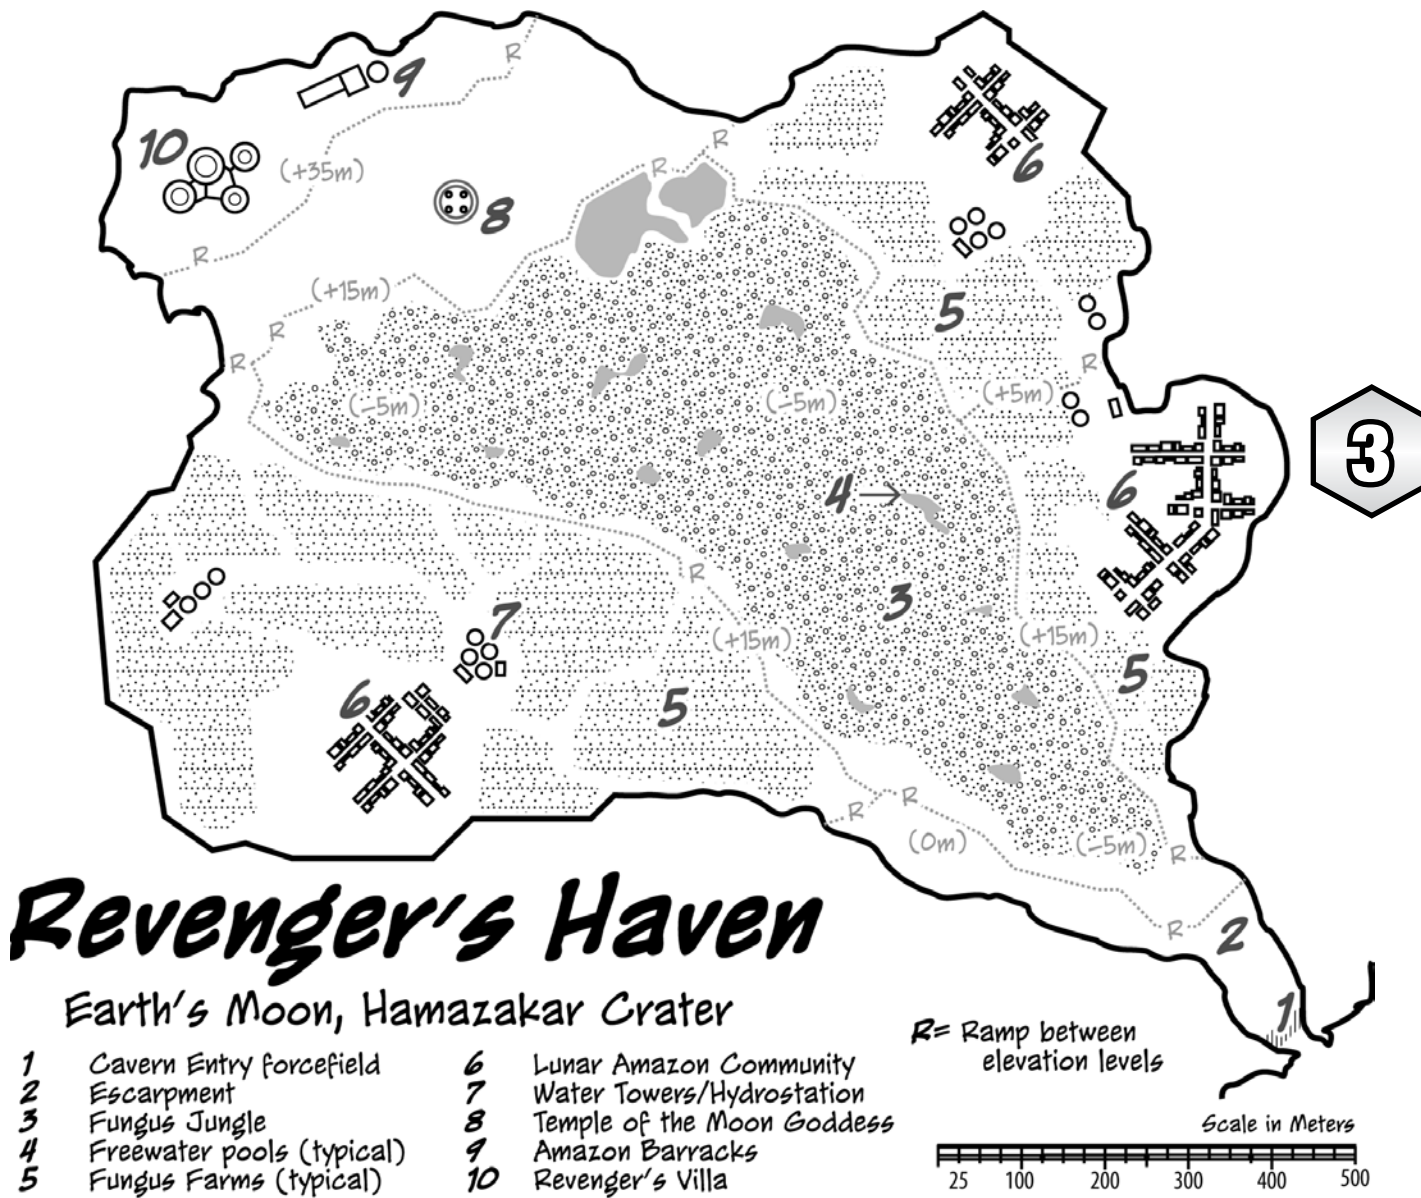 R
9
10
(+35m)
R
8
R
R
6
R
(+15m)
5
R
R
R
(-5m)
(-5m)
(+5m)
3
4
6
R
3
7
(+15m)
(+15m)
5
6
5
R
R
(0m)
(-5m)
R
R
2
1
Revenger's Haven
Earth's Moon, Hamazakar Crater
1 Cavern Entry forcefield
2 Escarpment
3 Fungus Jungle
4 Freewater pools (typical)
5 Fungus Farms (typical)
6 Lunar Amazon Community
7 Water Towers/Hydrostation
8 Temple of the Moon Goddess
9 Amazon Barracks
10 Revenger's Villa
R= Ramp between
elevation levels
Scale in Meters
25 100 200 300 400 500